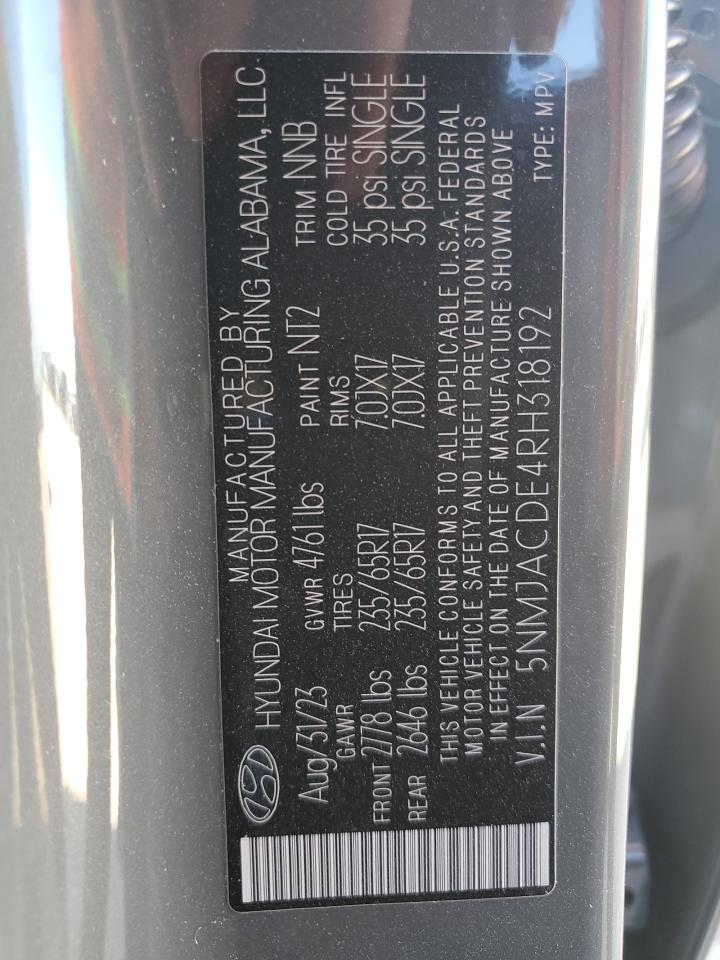 MANUFACTURED BY
HYUNDAI MOTOR MANUFACTURING ALABAMA, LLC
Aug/31/23 GVWR 4761 lbs PAINT NT2 TRIM NNB
GAWR TIRES RIMS COLD TIRE INFL
FRONT 2778 lbs 235/65R17 7.0JX17 35 psi. SINGLE
REAR 2646 lbs 235/65R17 7.0JX17 35 psi. SINGLE
THIS VEHICLE CONFORMS TO ALL APPLICABLE U.S.A. FEDERAL
MOTOR VEHICLE SAFETY AND THEFT PREVENTION STANDARDS
IN EFFECT ON THE DATE OF MANUFACTURE SHOWN ABOVE
V.I.N 5NMJACDE4RH318192 TYPE: MPV